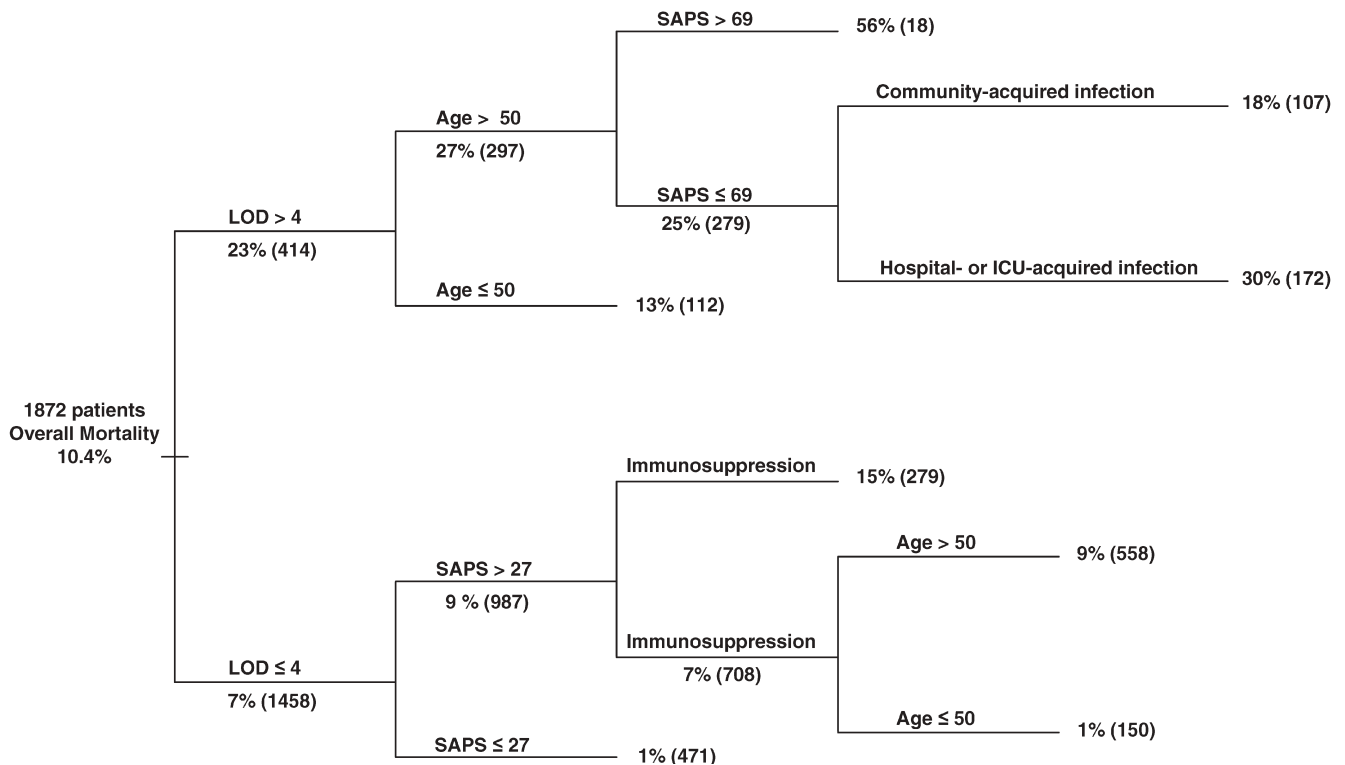 SAPS > 69
56% (18)
Community-acquired infection
18% (107)
Age > 50
27% (297)
SAPS ≤ 69
25% (279)
LOD > 4
23% (414)
Hospital- or ICU-acquired infection
30% (172)
Age ≤ 50
13% (112)
1872 patients
Overall Mortality
10.4%
Immunosuppression
15% (279)
Age > 50
9% (558)
SAPS > 27
9 % (987)
Immunosuppression
7% (708)
LOD ≤ 4
7% (1458)
Age ≤ 50
1% (150)
SAPS ≤ 27
1% (471)